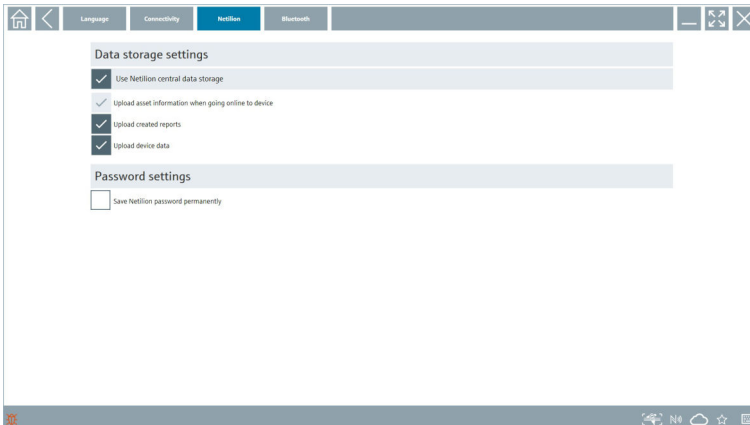 Language Connectivity Netilion Bluetooth
Data storage settings
Use Netilion central data storage
Upload asset information when going online to device
Upload created reports
Upload device data
Password settings
Save Netilion password permanently